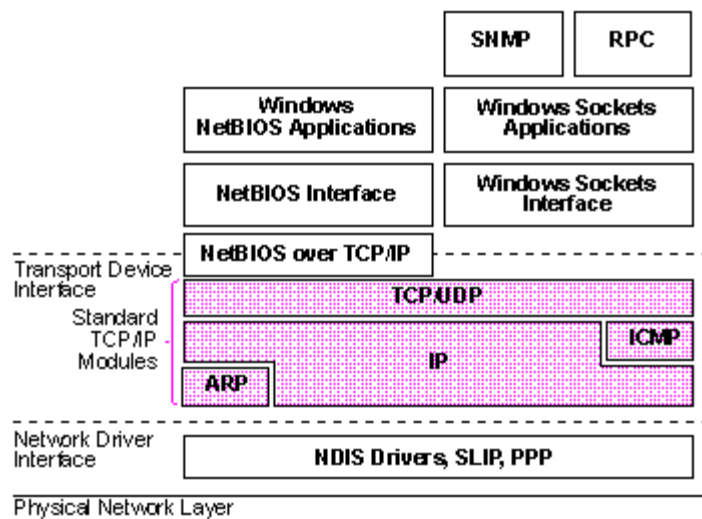 SNMP
RPC
Windows
NetBIOS Applications
Windows Sockets
Applications
NetBIOS Interface
Windows Sockets
Interface
NetBIOS over TCP/IP
Transport Device
Interface
TCP/UDP
Standard
TCP/IP
Modules
ICMP
IP
ARP
Network Driver
Interface
NDIS Drivers, SLIP, PPP
Physical Network Layer